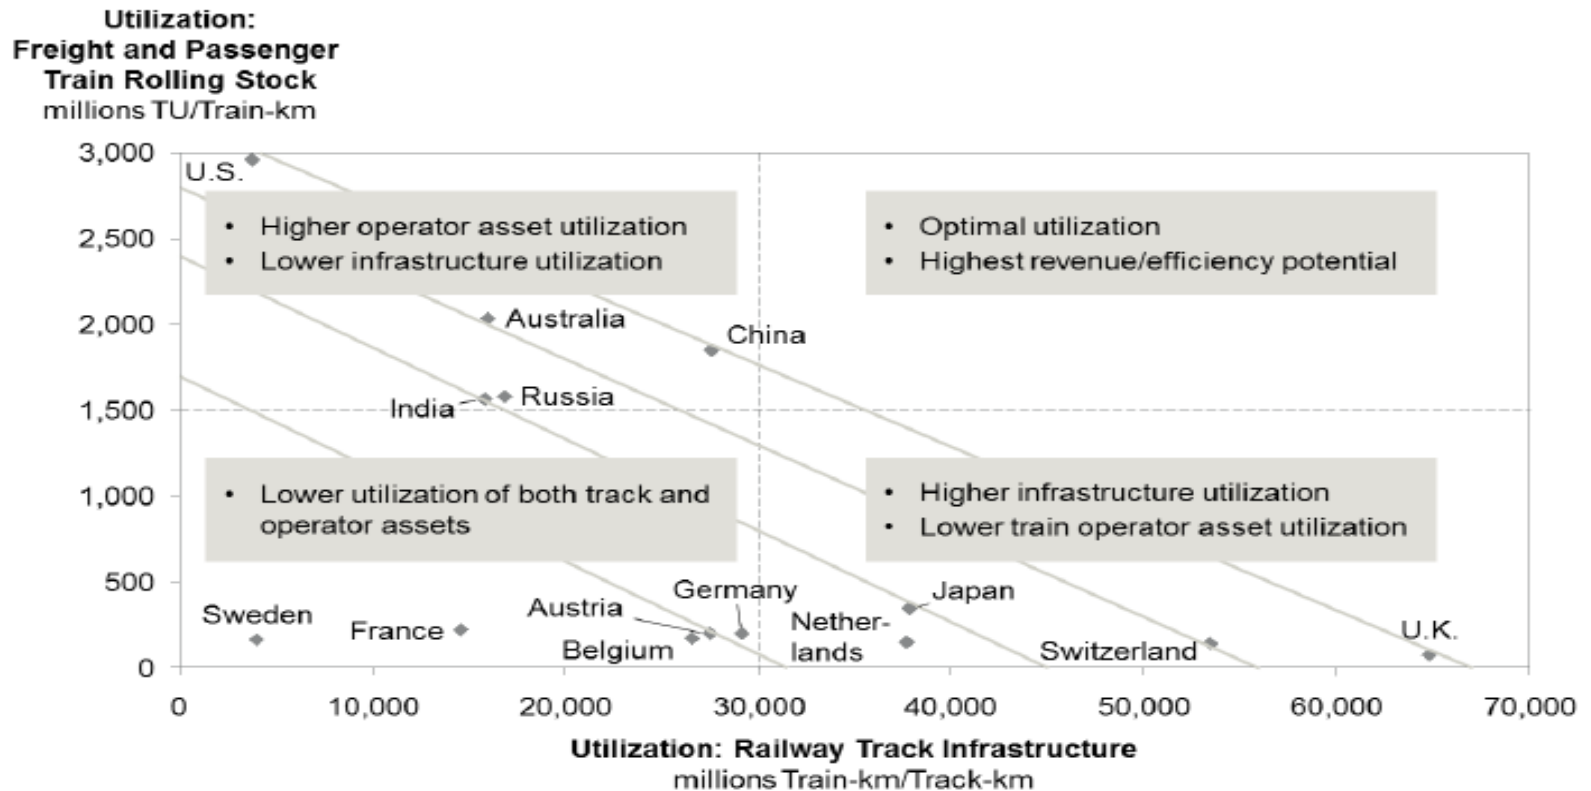 Utilization:
Freight and Passenger
Train Rolling Stock
millions TU/Train-km
3,000
U.S.
• Higher operator asset utilization
• Lower infrastructure utilization
• Optimal utilization
• Highest revenue/efficiency potential
2,500
2,000
Australia
China
India
Russia
1,500
• Lower utilization of both track and
operator assets
• Higher infrastructure utilization
• Lower train operator asset utilization
1,000
500
Sweden
France
Austria
Belgium
Germany
Nether-
lands
Japan
Switzerland
U.K.
0
0 10,000 20,000 30,000 40,000 50,000 60,000 70,000
Utilization: Railway Track Infrastructure
millions Train-km/Track-km